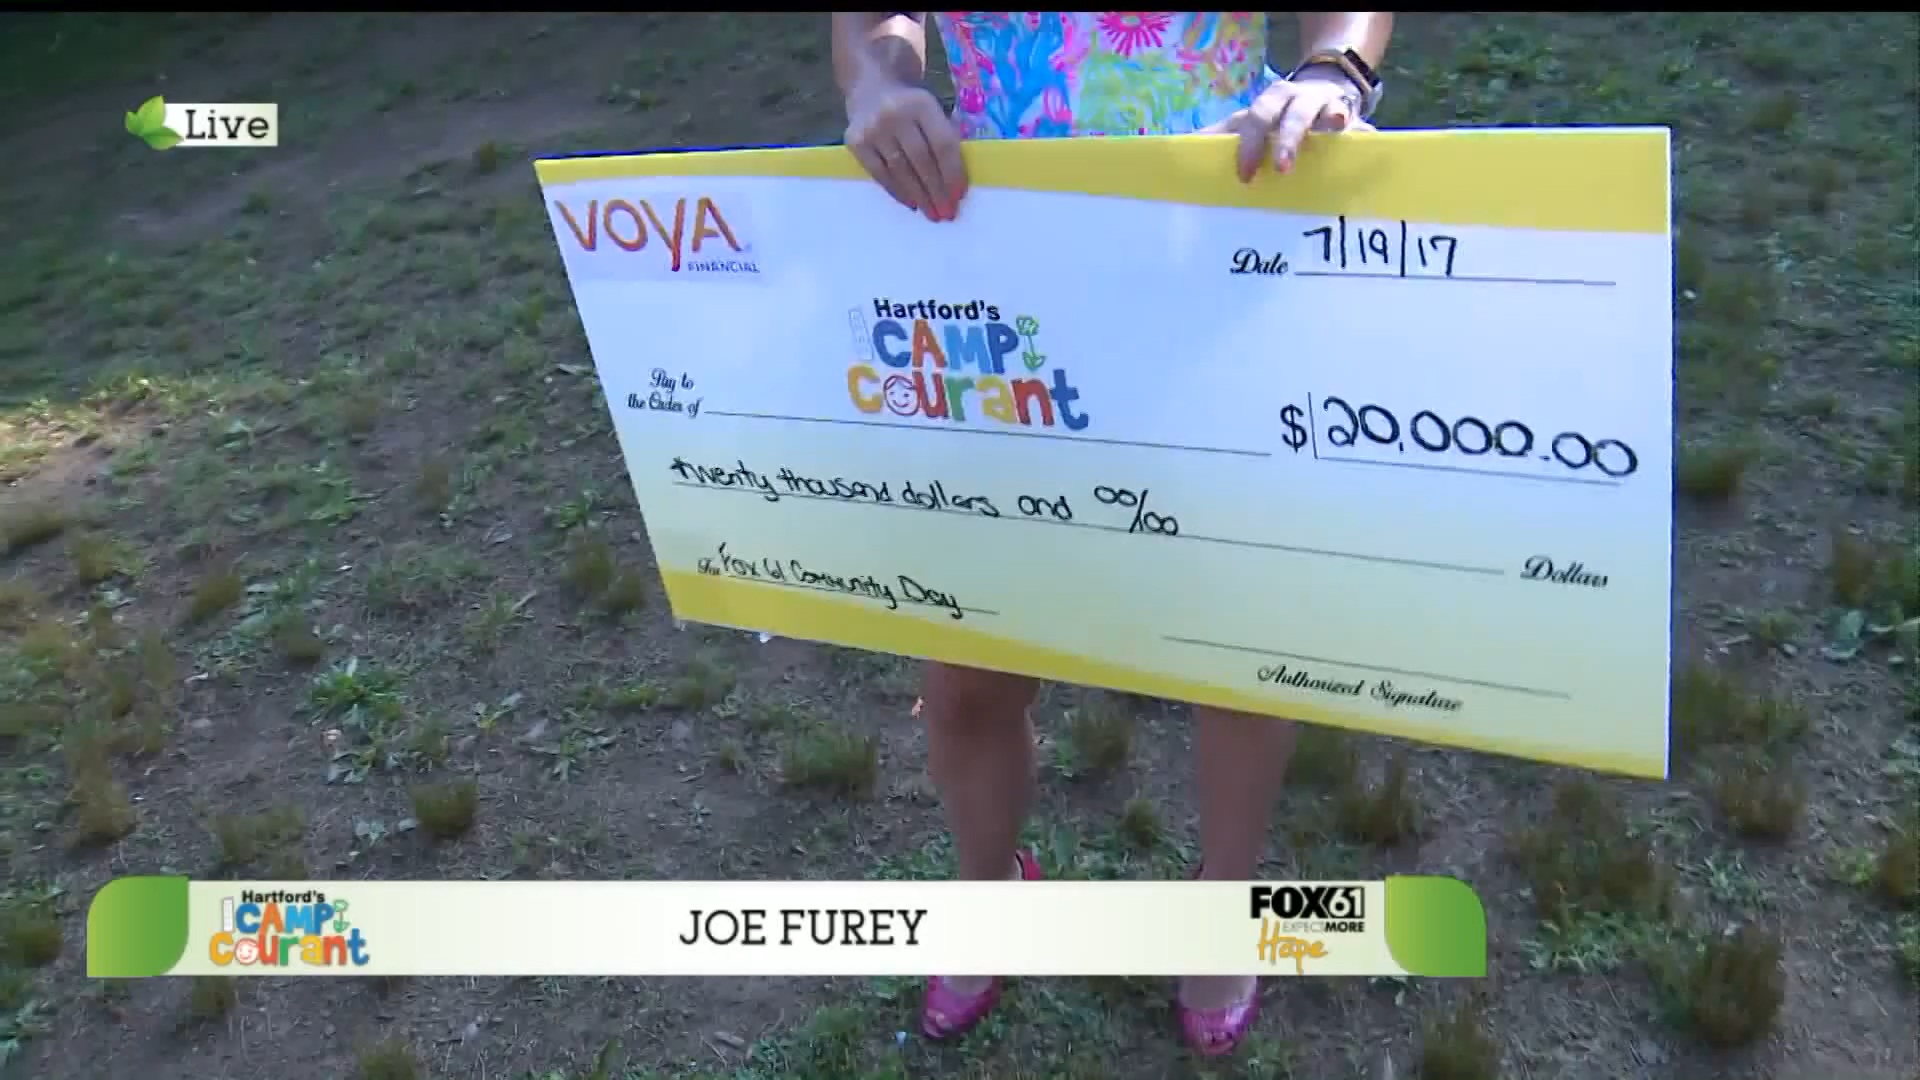 Live
VOYA
FINANCIAL
Date 7/19/17
Hartford's
CAMP
courant
Pay to
the Order of
$ 20,000.00
twenty thousand dollars and 00/00
Dollars
For Fox 61 Community Day
Authorized Signature
Hartford's
CAMP
courant
JOE FUREY
FOX61
EXPECT MORE
Hope